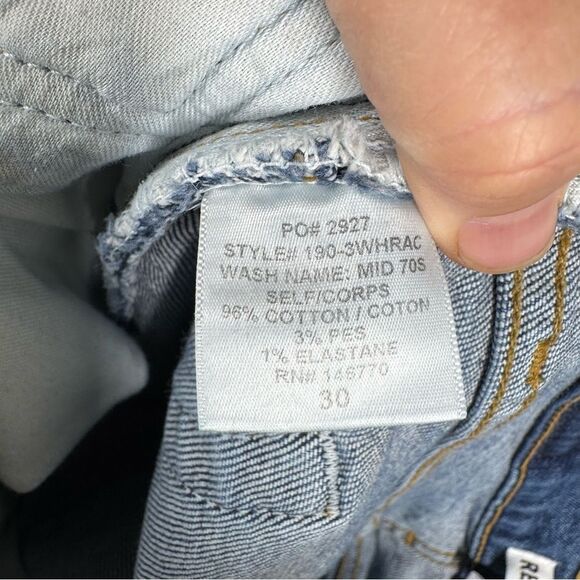 PO# 2927
STYLE# 190-3WHRAC
WASH NAME: MID 70S
SELF/CORPS
96% COTTON / COTON
3% PES
1% ELASTANE
RN# 146770
30
RE